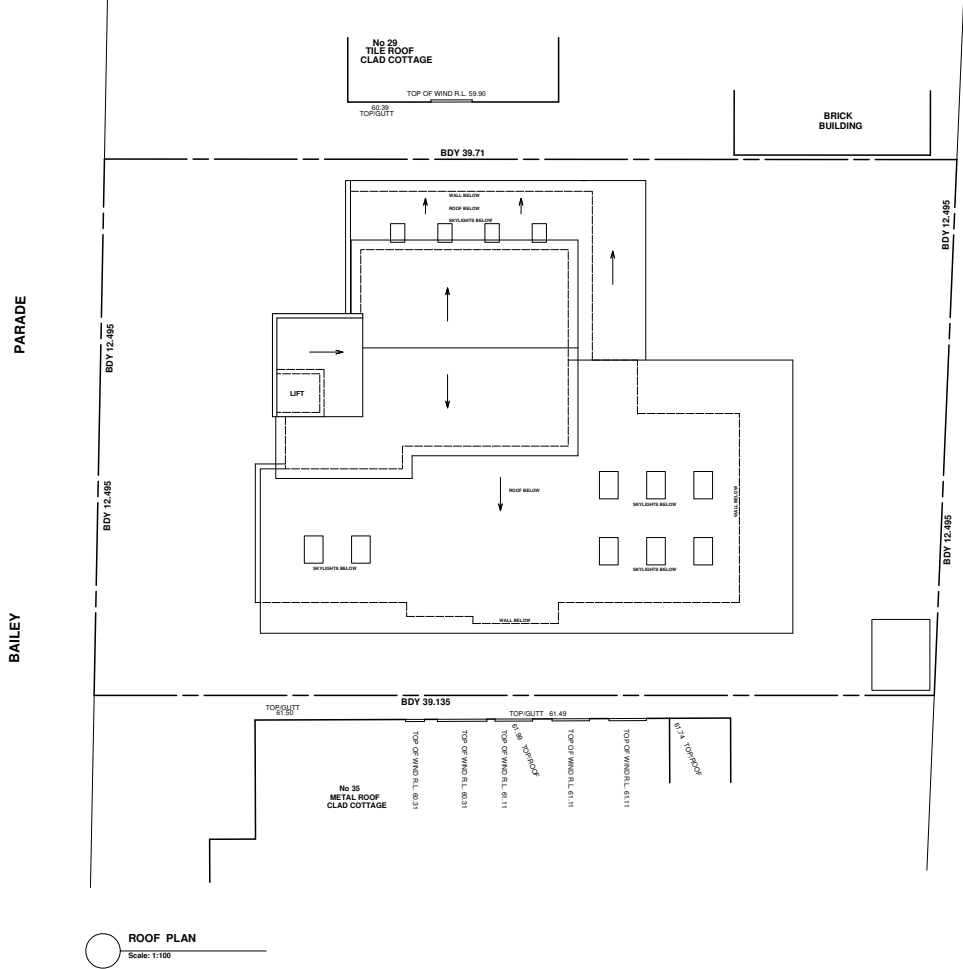 No 29
TILE ROOF
CLAD COTTAGE
TOP OF WIND R.L. 59.90
60.39
TOP/GUTT
BRICK
BUILDING
BDY 39.71
WALL BELOW
ROOF BELOW
SKYLIGHTS BELOW
BDY 12.495
PARADE
BDY 12.495
LIFT
ROOF BELOW
SKYLIGHTS BELOW
WALL BELOW
BDY 12.495
BDY 12.495
SKYLIGHTS BELOW
SKYLIGHTS BELOW
WALL BELOW
BAILEY
BDY 39.135
TOP/GUTT
61.50
TOP/GUTT 61.49
TOP OF WIND R.L. 60.31
TOP OF WIND R.L. 60.31
TOP OF WIND R.L. 61.11
61.99 TOP/ROOF
TOP OF WIND R.L. 61.11
TOP OF WIND R.L. 61.11
61.74 TOP/ROOF
No 35
METAL ROOF
CLAD COTTAGE
ROOF PLAN
Scale: 1:100